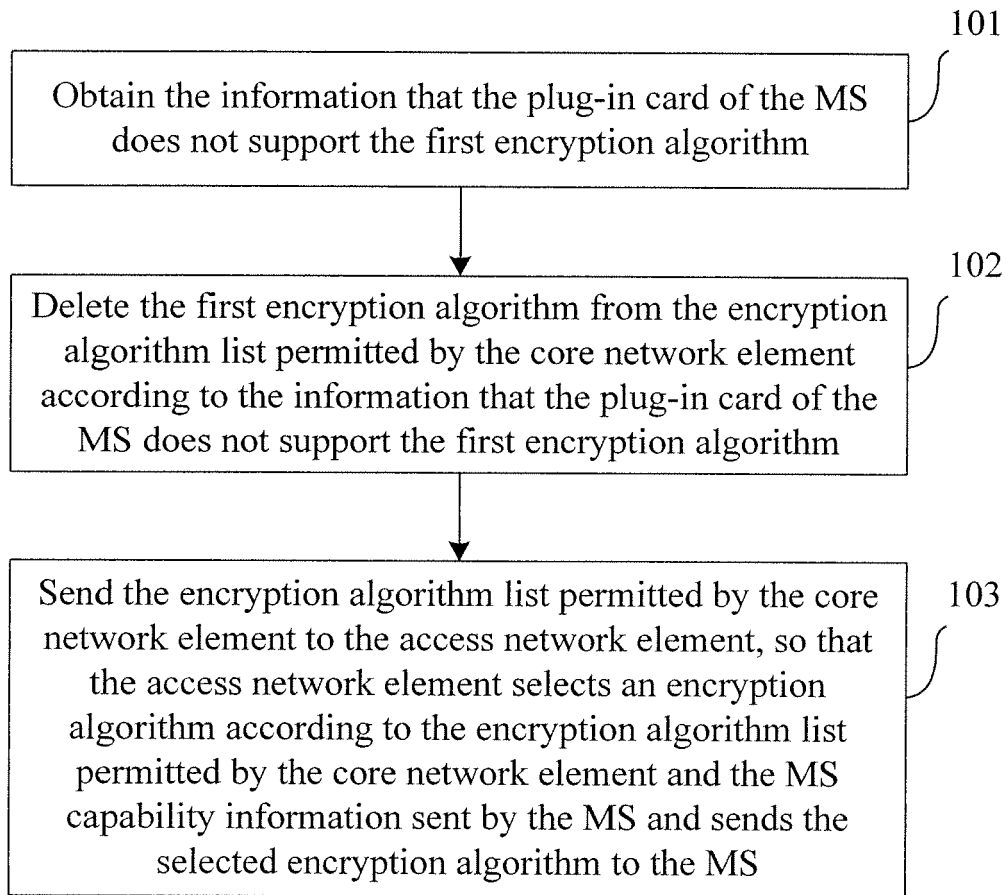 101
Obtain the information that the plug-in card of the MS
does not support the first encryption algorithm
102
Delete the first encryption algorithm from the encryption
algorithm list permitted by the core network element
according to the information that the plug-in card of the
MS does not support the first encryption algorithm
103
Send the encryption algorithm list permitted by the core
network element to the access network element, so that
the access network element selects an encryption
algorithm according to the encryption algorithm list
permitted by the core network element and the MS
capability information sent by the MS and sends the
selected encryption algorithm to the MS